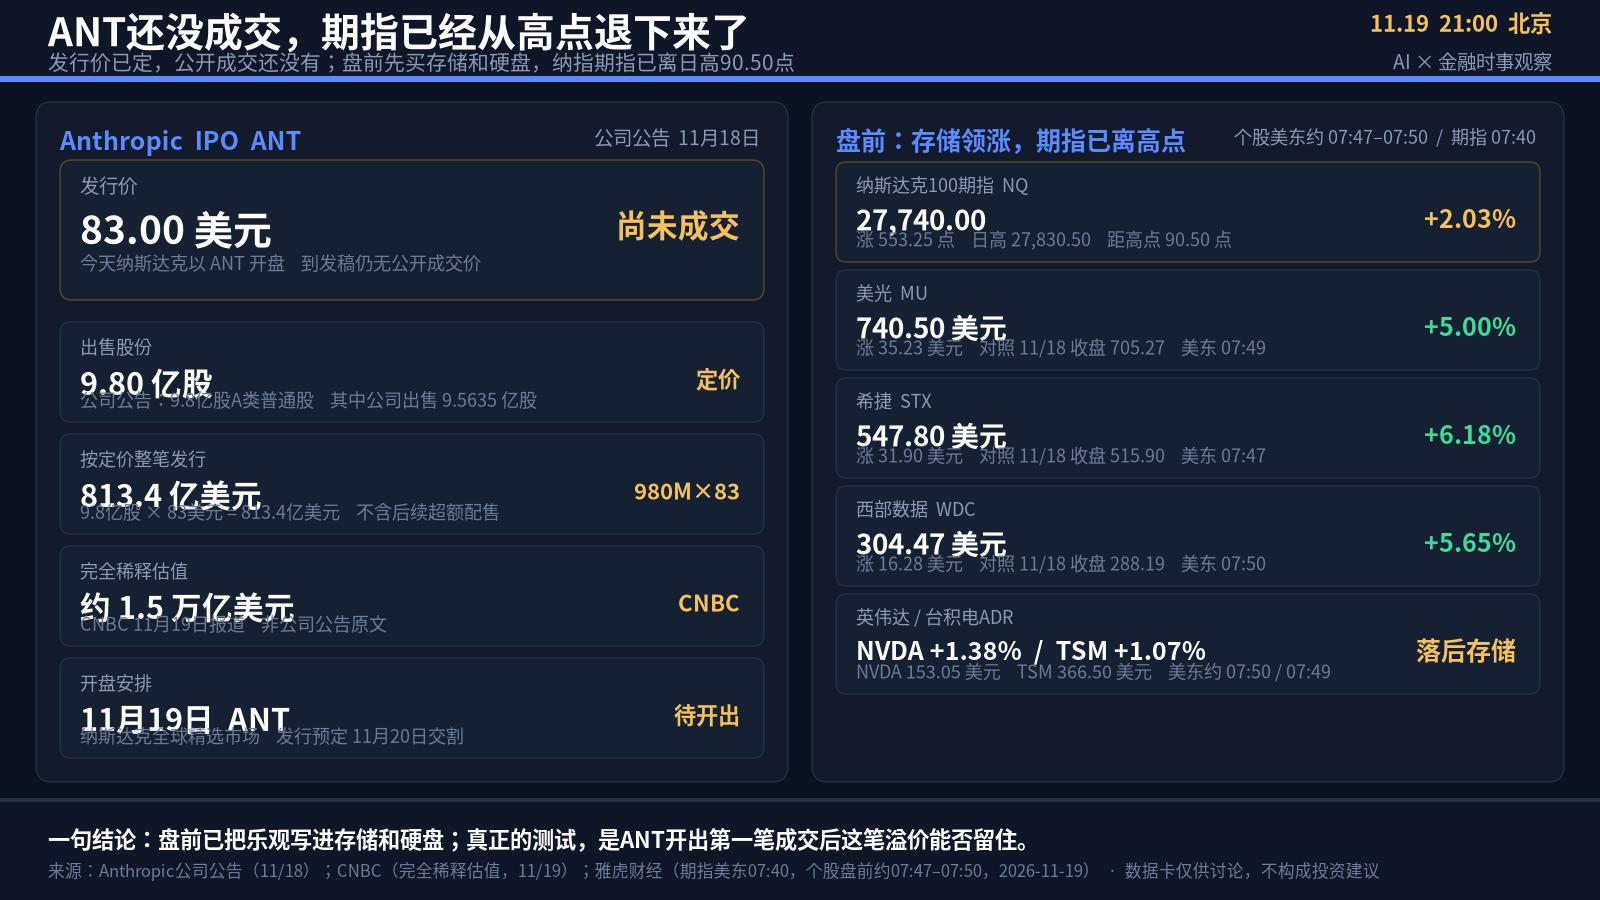 ANT还没成交，期指已经从高点退下来了
发行价已定，公开成交还没有；盘前先买存储和硬盘，纳指期指已离日高90.50点
11.19 21:00 北京
AI × 金融时事观察
Anthropic IPO ANT
公司公告 11月18日
发行价
83.00 美元
尚未成交
今天纳斯达克以 ANT 开盘 到发稿仍无公开成交价
出售股份
9.80 亿股
定价
公司公告：9.8亿股A类普通股 其中公司出售 9.5635 亿股
按定价整笔发行
813.4 亿美元
980M×83
9.8亿股 × 83美元 = 813.4亿美元 不含后续超额配售
完全稀释估值
约 1.5 万亿美元
CNBC
CNBC 11月19日报道 非公司公告原文
开盘安排
11月19日 ANT
待开出
纳斯达克全球精选市场 发行预定 11月20日交割
盘前：存储领涨，期指已离高点
个股美东约 07:47–07:50 / 期指 07:40
纳斯达克100期指 NQ
27,740.00
+2.03%
涨 553.25 点 日高 27,830.50 距高点 90.50 点
美光 MU
740.50 美元
+5.00%
涨 35.23 美元 对照 11/18 收盘 705.27 美东 07:49
希捷 STX
547.80 美元
+6.18%
涨 31.90 美元 对照 11/18 收盘 515.90 美东 07:47
西部数据 WDC
304.47 美元
+5.65%
涨 16.28 美元 对照 11/18 收盘 288.19 美东 07:50
英伟达 / 台积电ADR
NVDA +1.38% / TSM +1.07%
落后存储
NVDA 153.05 美元 TSM 366.50 美元 美东约 07:50 / 07:49
一句结论：盘前已把乐观写进存储和硬盘；真正的测试，是ANT开出第一笔成交后这笔溢价能否留住。
来源：Anthropic公司公告（11/18）；CNBC（完全稀释估值，11/19）；雅虎财经（期指美东07:40，个股盘前约07:47–07:50，2026-11-19） · 数据卡仅供讨论，不构成投资建议